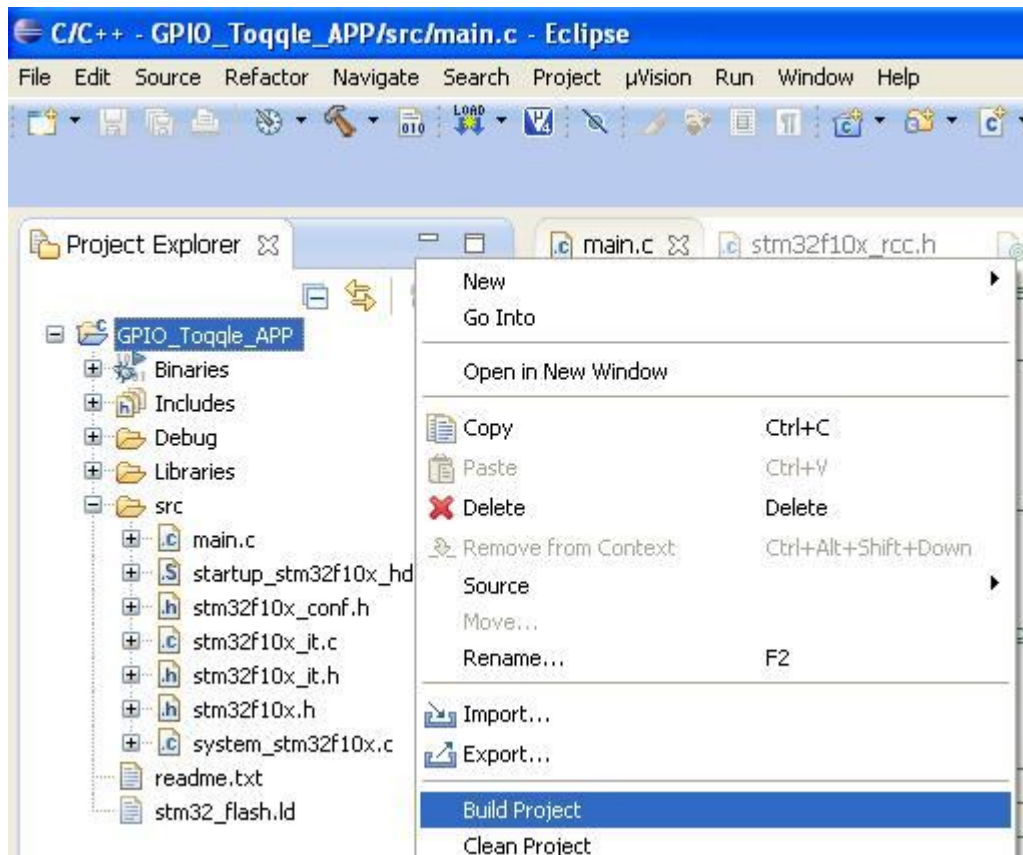 C/C++ - GPIO_Toqqle_APP/src/main.c - Eclipse
File Edit Source Refactor Navigate Search Project µVision Run Window Help
010 LOAD
Project Explorer
main.c stm32f10x_rcc.h
GPIO_Toqqle_APP
Binaries
Includes
Debug
Libraries
src
main.c
startup_stm32f10x_hd
stm32f10x_conf.h
stm32f10x_it.c
stm32f10x_it.h
stm32f10x.h
system_stm32f10x.c
readme.txt
stm32_flash.ld
New
Go Into
Open in New Window
Copy Ctrl+C
Paste Ctrl+V
Delete Delete
Remove from Context Ctrl+Alt+Shift+Down
Source
Move...
Rename... F2
Import...
Export...
Build Project
Clean Project